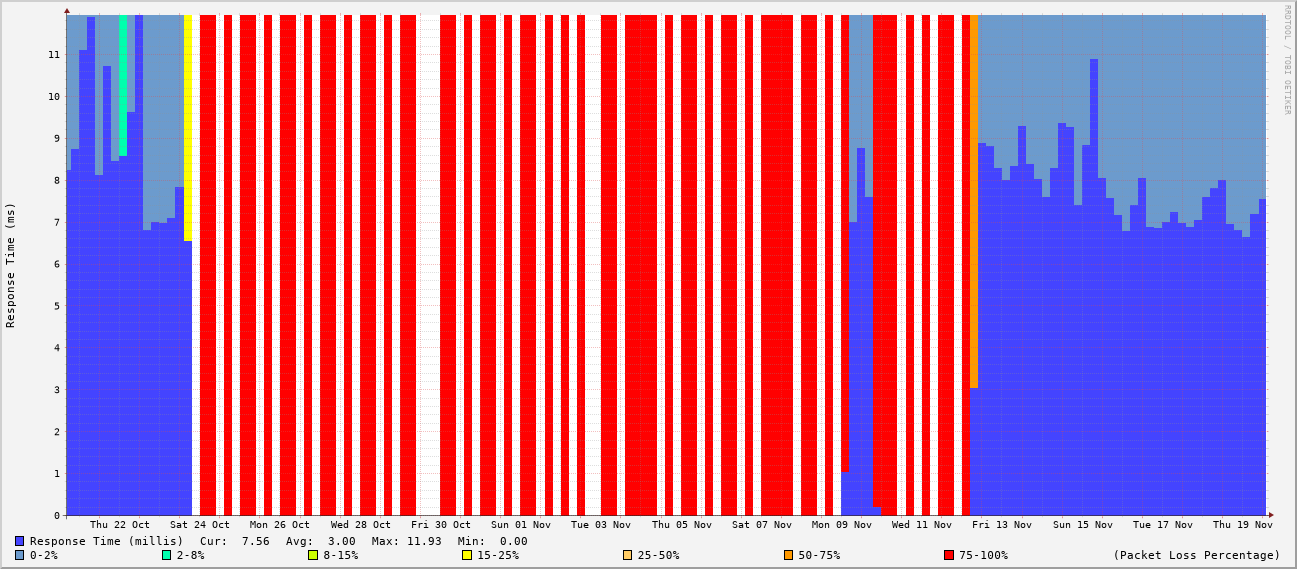 RRDTOOL / TOBI OETIKER
Response Time (ms)
11
10
9
8
7
6
5
4
3
2
1
0
Thu 22 Oct Sat 24 Oct Mon 26 Oct Wed 28 Oct Fri 30 Oct Sun 01 Nov Tue 03 Nov Thu 05 Nov Sat 07 Nov Mon 09 Nov Wed 11 Nov Fri 13 Nov Sun 15 Nov Tue 17 Nov Thu 19 Nov
Response Time (millis) Cur: 7.56 Avg: 3.00 Max: 11.93 Min: 0.00
0-2% 2-8% 8-15% 15-25% 25-50% 50-75% 75-100% (Packet Loss Percentage)